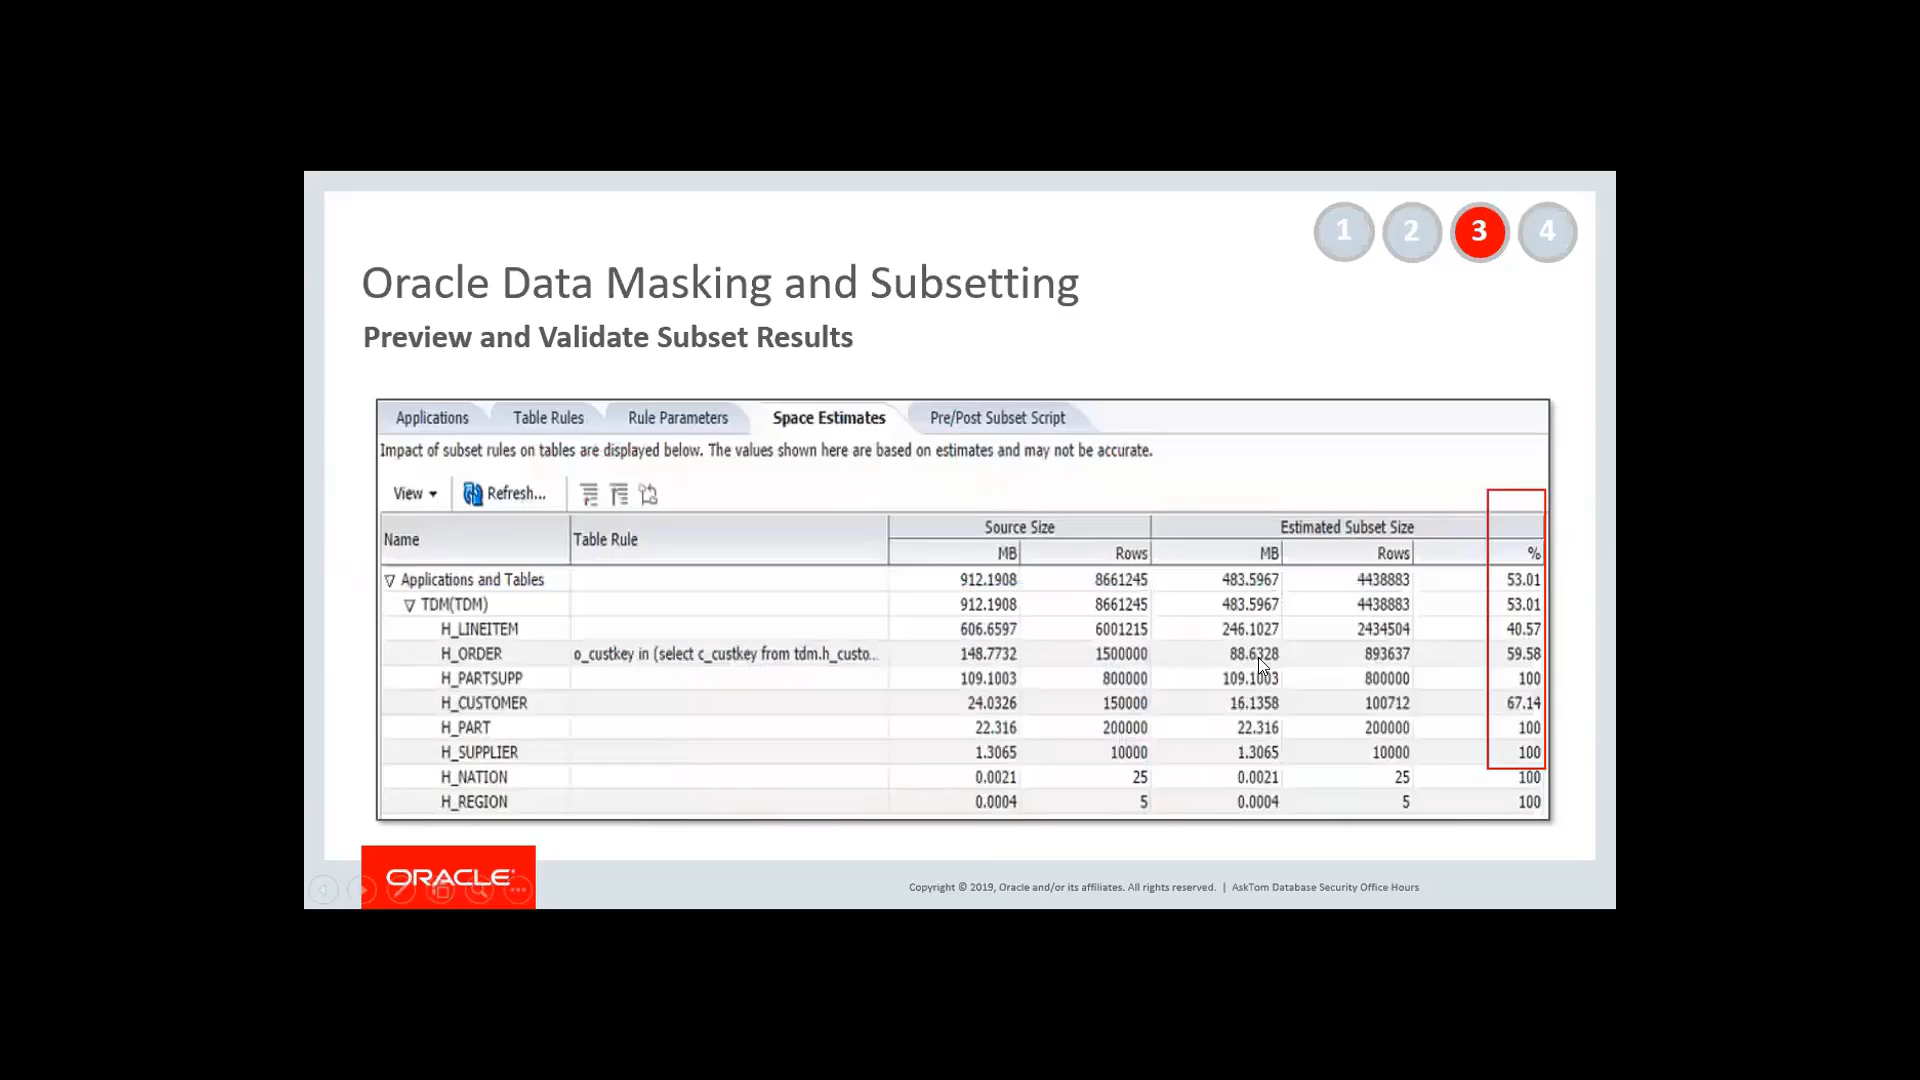 1 2 3 4
Oracle Data Masking and Subsetting
Preview and Validate Subset Results
Applications Table Rules Rule Parameters Space Estimates Pre/Post Subset Script
Impact of subset rules on tables are displayed below. The values shown here are based on estimates and may not be accurate.
View Refresh...
Name Table Rule Source Size Estimated Subset Size
MB Rows MB Rows %
Applications and Tables 912.1908 8661245 483.5967 4438883 53.01
TDM(TDM) 912.1908 8661245 483.5967 4438883 53.01
H_LINEITEM 606.6597 6001215 246.1027 2434504 40.57
H_ORDER o_custkey in (select c_custkey from tdm.h_custo... 148.7732 1500000 88.6328 893637 59.58
H_PARTSUPP 109.1003 800000 109.1003 800000 100
H_CUSTOMER 24.0326 150000 16.1358 100712 67.14
H_PART 22.316 200000 22.316 200000 100
H_SUPPLIER 1.3065 10000 1.3065 10000 100
H_NATION 0.0021 25 0.0021 25 100
H_REGION 0.0004 5 0.0004 5 100
ORACLE
Copyright © 2019, Oracle and/or its affiliates. All rights reserved. | AskTom Database Security Office Hours